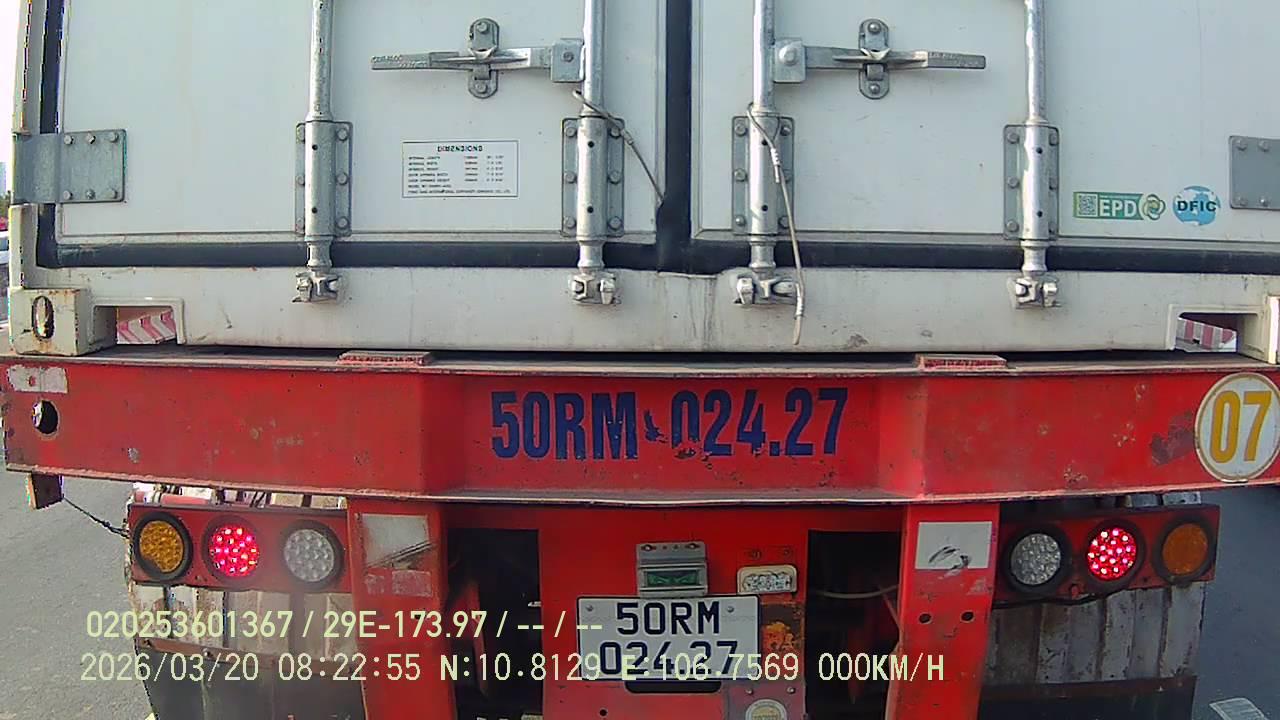 DIMENSIONS
EPD
DFIC
50RM 024.27
07
50RM
024.27
020253601367 / 29E-173.97 / -- / --
2026/03/20 08:22:55 N:10.8129 E 106.7569 000KM/H